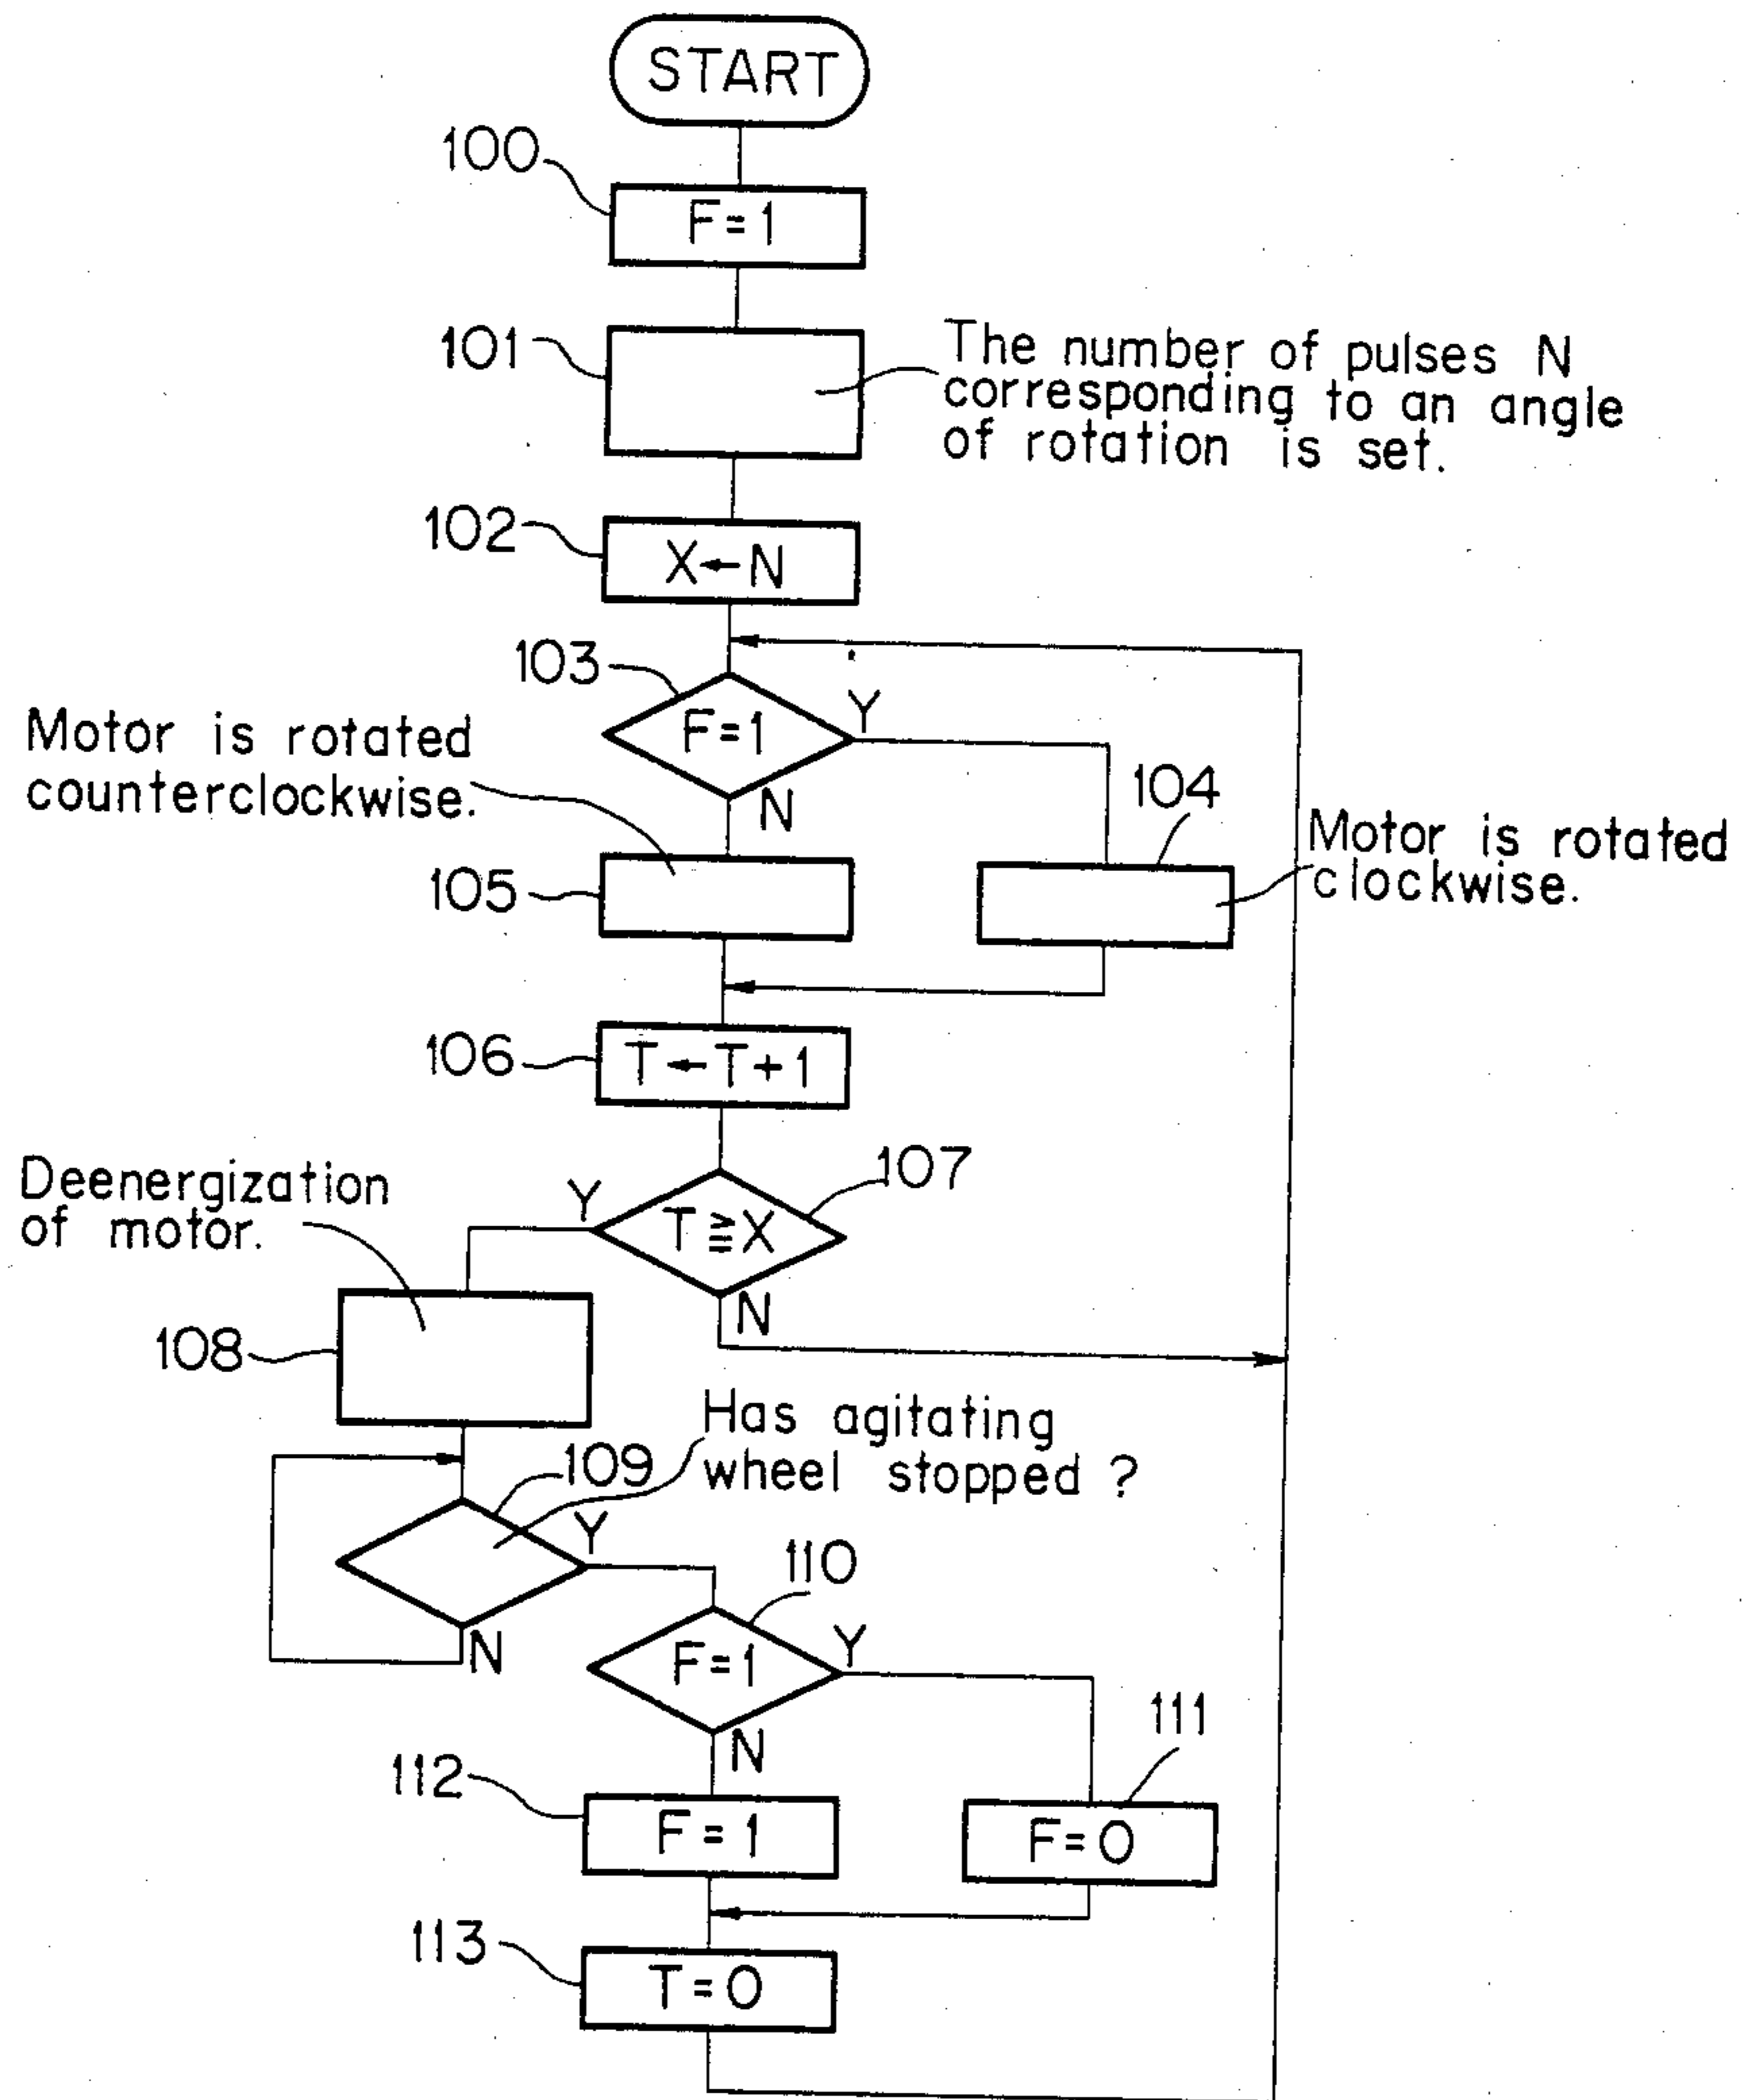 START
100
F=1
101
The number of pulses N
corresponding to an angle
of rotation is set.
102
X←N
103
F=1
Y
N
Motor is rotated
counterclockwise.
104
Motor is rotated
clockwise.
105
106
T←T+1
107
T≧X
Y
N
Deenergization
of motor.
108
Has agitating
wheel stopped ?
109
Y
N
110
F=1
Y
N
111
F=0
112
F=1
113
T=0